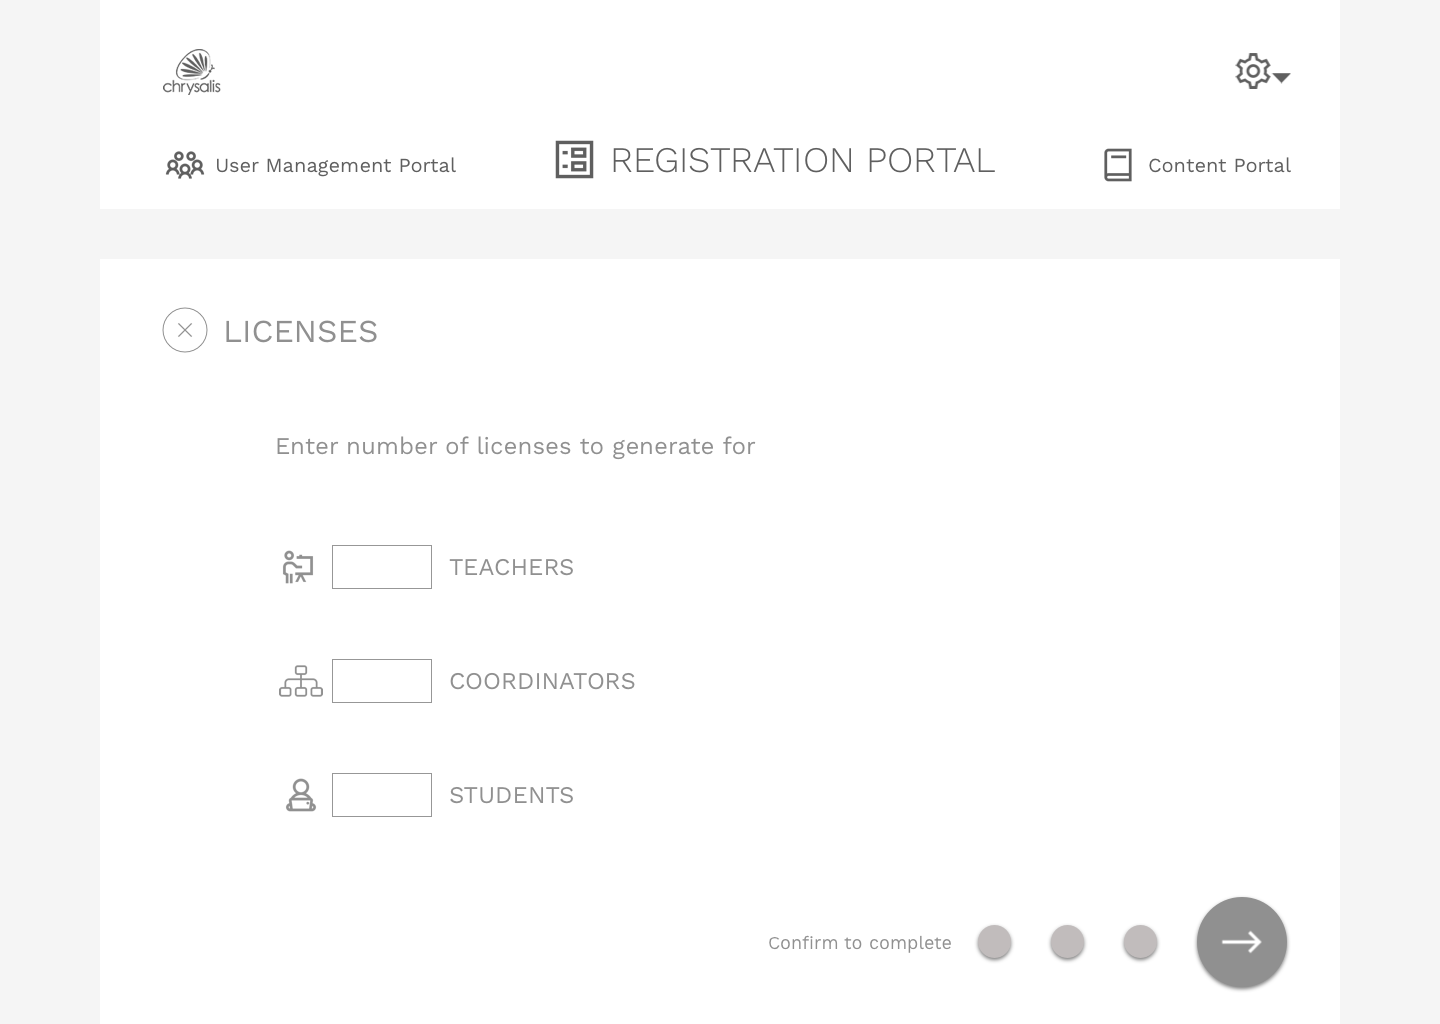 chrysalis
User Management Portal
REGISTRATION PORTAL
Content Portal
LICENSES
Enter number of licenses to generate for
TEACHERS
COORDINATORS
STUDENTS
Confirm to complete